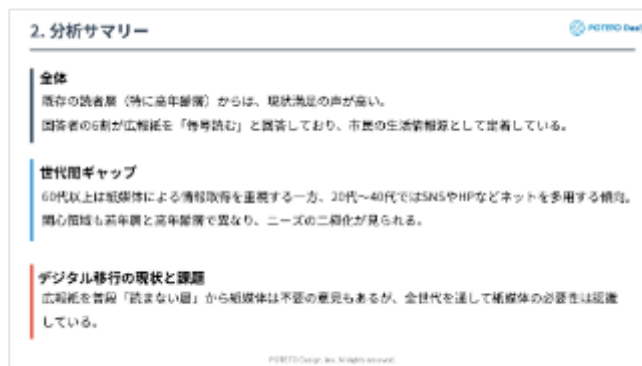 2. 分析サマリー
POTETO Design
全体
既存の読者層（特に高年齢層）からは、現状満足の声が高い。
回答者の6割が広報紙を「毎号読む」と回答しており、市民の生活情報源として定着している。
世代間ギャップ
60代以上は紙媒体による情報取得を重視する一方、20代～40代ではSNSやHPなどネットを多用する傾向。
関心領域も若年層と高年齢層で異なり、ニーズの二極化が見られる。
デジタル移行の現状と課題
広報紙を普段「読まない層」から紙媒体は不要の意見もあるが、全世代を通して紙媒体の必要性は認識
している。
POTETO Design, Inc. All rights reserved.